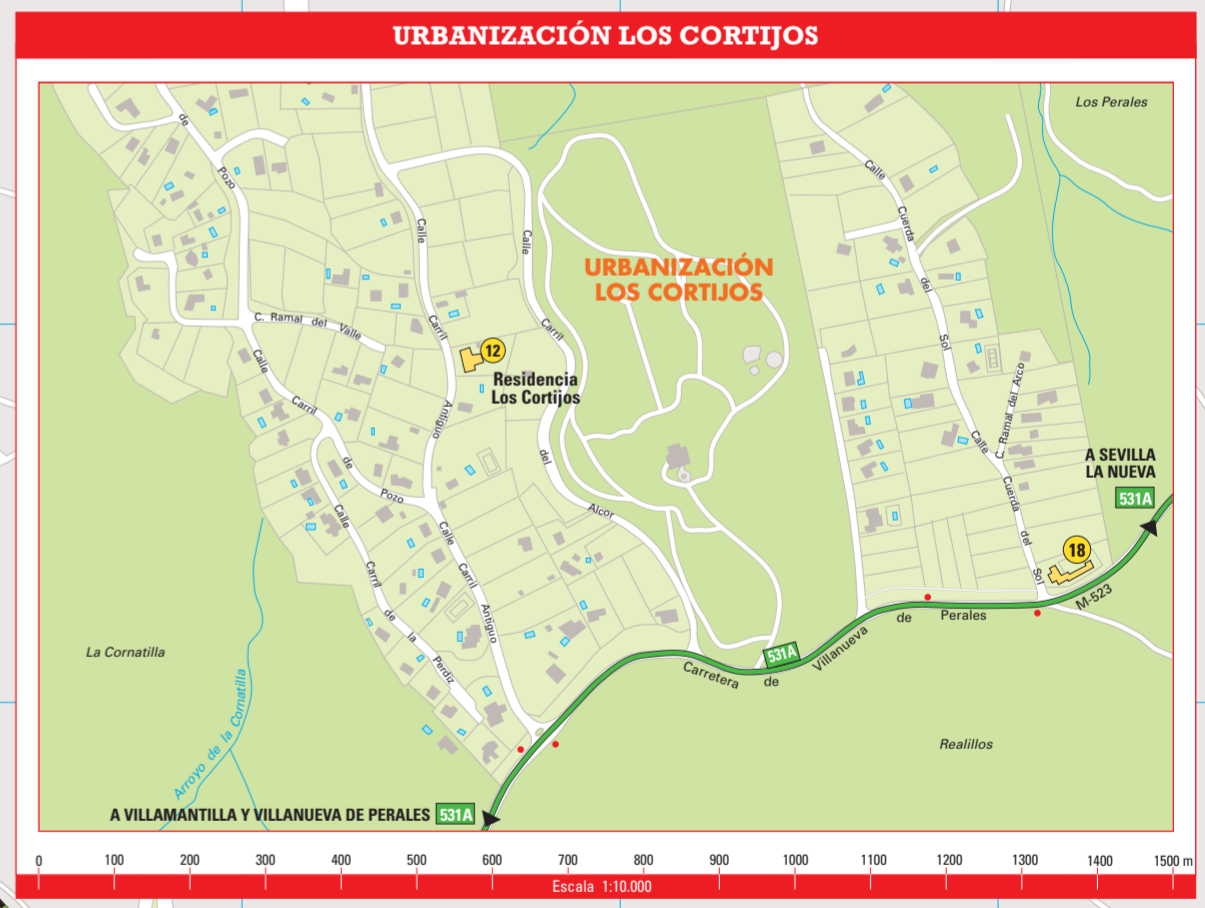 URBANIZACIÓN LOS CORTIJOS
Los Perales
de
Pozo
Calle
Calle
Calle
Cuerda
del
Sol
Calle
Cuerda
del
Sol
URBANIZACIÓN
LOS CORTIJOS
C. Ramal del Valle
Carril
Antiguo
12
Residencia
Los Cortijos
Carril
del
Alcor
C. Ramal del Arco
Calle
Carril
de
Pozo
A SEVILLA
LA NUEVA
531A
Calle
Carril
de la
Perdiz
Calle
Carril
Antiguo
18
M-523
La Cornatilla
Arroyo de la Cornatilla
531A
Carretera de Villanueva de Perales
Realillos
A VILLAMANTILLA Y VILLANUEVA DE PERALES 531A
0 100 200 300 400 500 600 700 800 900 1000 1100 1200 1300 1400 1500 m
Escala 1:10.000